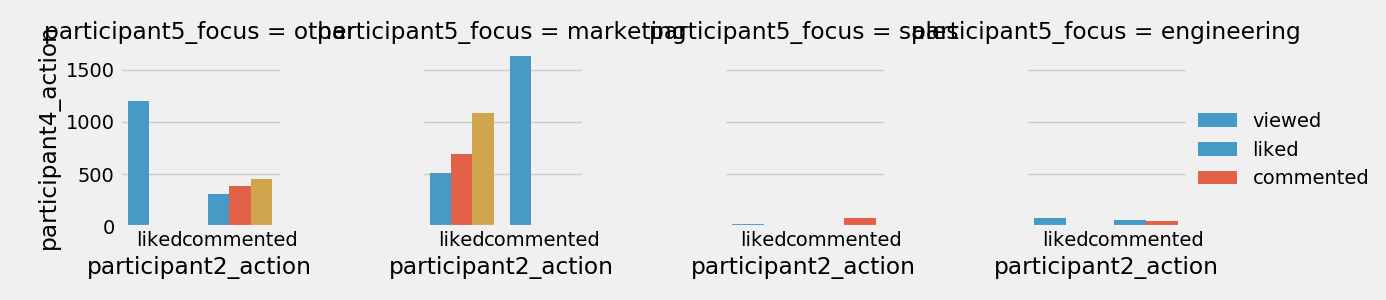 participant5_focus = other
participant5_focus = marketing
participant5_focus = sales
participant5_focus = engineering
participant4_action
1500
1000
500
0
viewed
liked
commented
liked commented
liked commented
liked commented
liked commented
participant2_action
participant2_action
participant2_action
participant2_action